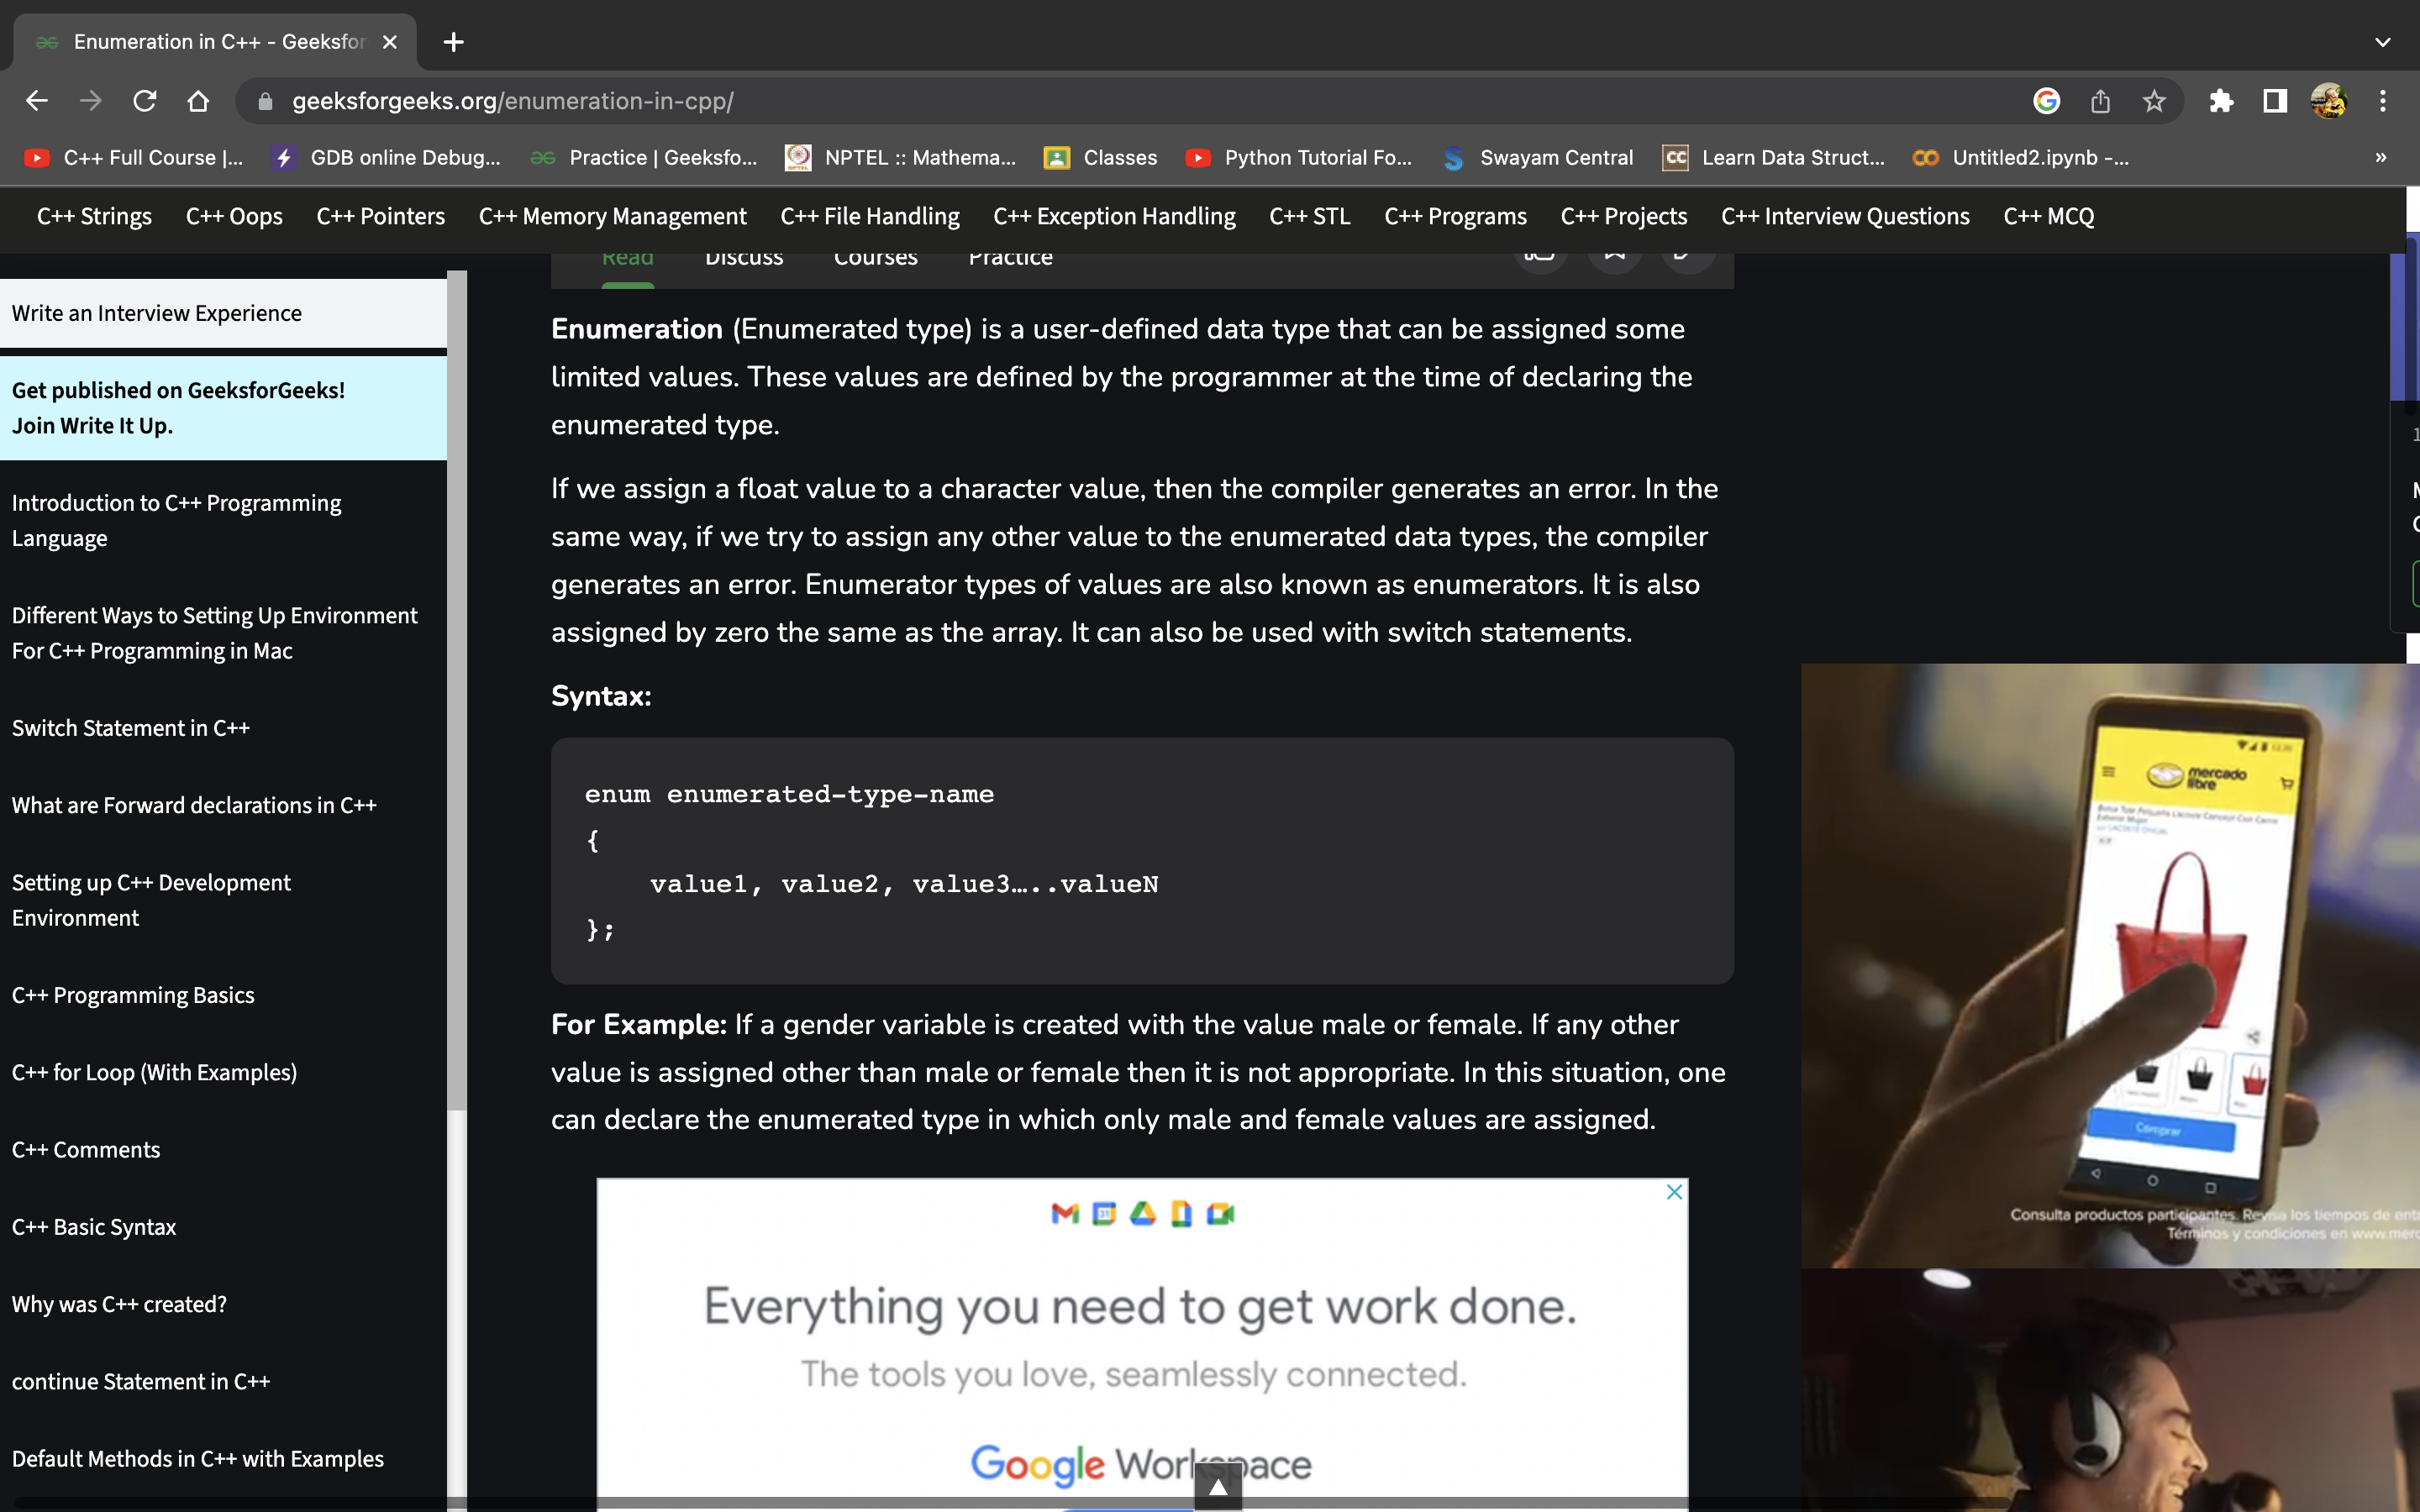 Enumeration in C++ - Geeksfor
geeksforgeeks.org/enumeration-in-cpp/
C++ Full Course |... GDB online Debug... Practice | Geeksfo... NPTEL :: Mathema... Classes Python Tutorial Fo... Swayam Central Learn Data Struct... Untitled2.ipynb -... »
C++ Strings C++ Oops C++ Pointers C++ Memory Management C++ File Handling C++ Exception Handling C++ STL C++ Programs C++ Projects C++ Interview Questions C++ MCQ
Read Discuss Courses Practice
Write an Interview Experience
Get published on GeeksforGeeks!
Join Write It Up.
Introduction to C++ Programming
Language
Different Ways to Setting Up Environment
For C++ Programming in Mac
Switch Statement in C++
What are Forward declarations in C++
Setting up C++ Development
Environment
C++ Programming Basics
C++ for Loop (With Examples)
C++ Comments
C++ Basic Syntax
Why was C++ created?
continue Statement in C++
Default Methods in C++ with Examples
Enumeration (Enumerated type) is a user-defined data type that can be assigned some
limited values. These values are defined by the programmer at the time of declaring the
enumerated type.
If we assign a float value to a character value, then the compiler generates an error. In the
same way, if we try to assign any other value to the enumerated data types, the compiler
generates an error. Enumerator types of values are also known as enumerators. It is also
assigned by zero the same as the array. It can also be used with switch statements.
Syntax:
enum enumerated-type-name
{
value1, value2, value3…..valueN
};
For Example: If a gender variable is created with the value male or female. If any other
value is assigned other than male or female then it is not appropriate. In this situation, one
can declare the enumerated type in which only male and female values are assigned.
Everything you need to get work done.
The tools you love, seamlessly connected.
Google Workspace
mercado
libre
Comprar
Consulta productos participantes. Revisa los tiempos de
Términos y condiciones en